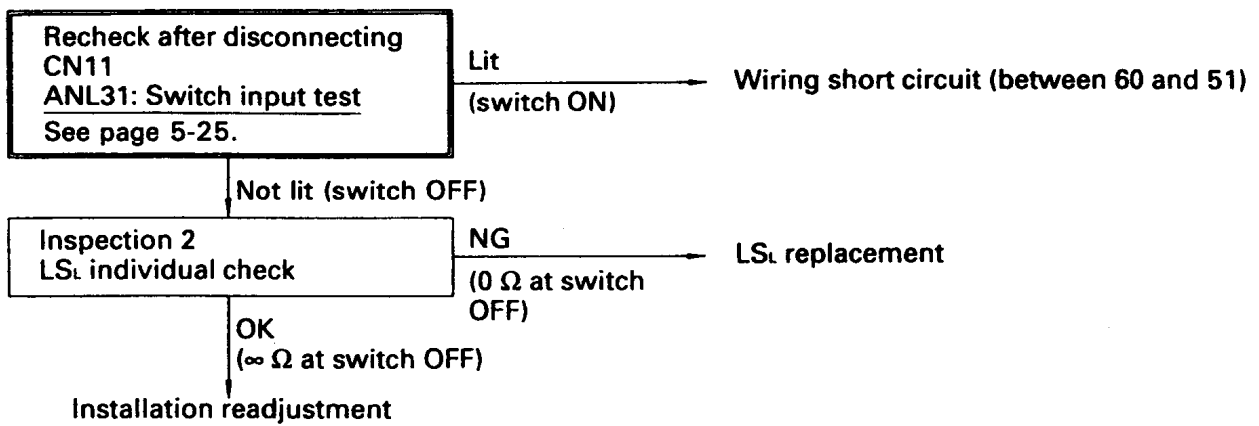 Recheck after disconnecting
CN11
ANL31: Switch input test
See page 5-25.
Lit
(switch ON)
Wiring short circuit (between 60 and 51)
Not lit (switch OFF)
Inspection 2
LSL individual check
NG
(0 Ω at switch
OFF)
LSL replacement
OK
(∞ Ω at switch OFF)
Installation readjustment